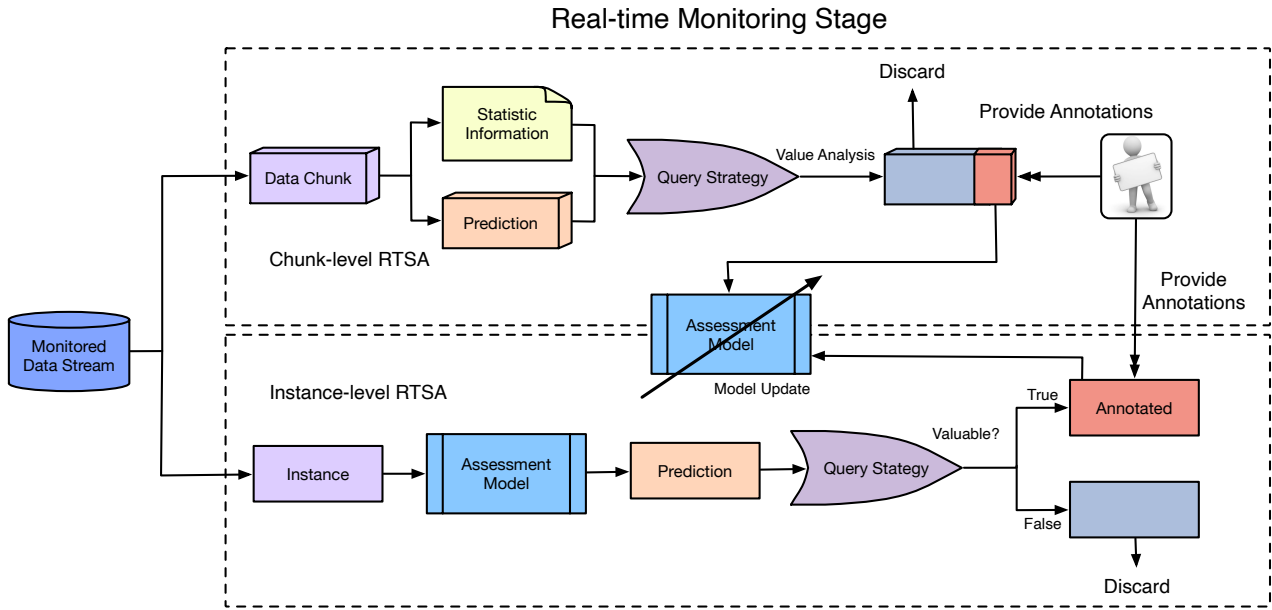 Real-time Monitoring Stage
Discard
Provide Annotations
Statistic
Information
Data Chunk
Query Strategy
Value Analysis
Prediction
Chunk-level RTSA
Provide
Annotations
Monitored
Data Stream
Assessment
Model
Model Update
Instance-level RTSA
True
Annotated
Valuable?
Instance
Assessment
Model
Prediction
Query Stategy
False
Discard